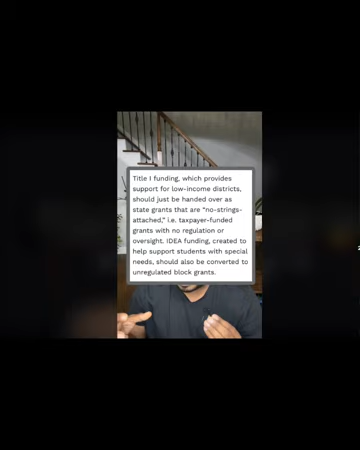 Title I funding, which provides
support for low-income districts,
should just be handed over as
state grants that are “no-strings-
attached,” i.e. taxpayer-funded
grants with no regulation or
oversight. IDEA funding, created to
help support students with special
needs, should also be converted to
unregulated block grants.